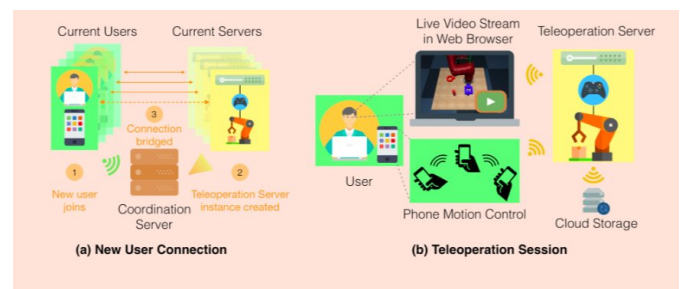 Current Users
Current Servers
3
Connection
bridged
1
New user
joins
2
Teleoperation Server
instance created
Coordination
Server
(a) New User Connection
Live Video Stream
in Web Browser
Teleoperation Server
User
Phone Motion Control
Cloud Storage
(b) Teleoperation Session